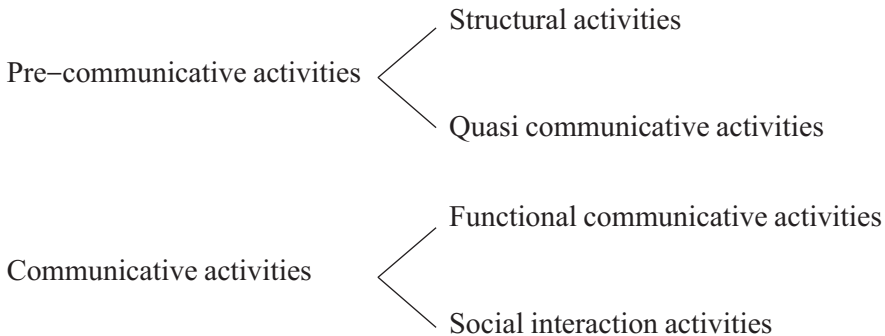 Structural activities
Pre−communicative activities
Quasi communicative activities
Functional communicative activities
Communicative activities
Social interaction activities